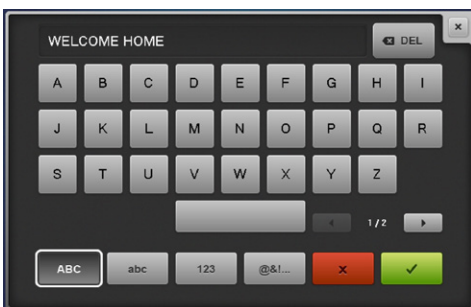 WELCOME HOME
DEL
A B C D E F G H I
J K L M N O P Q R
S T U V W X Y Z
1/2
ABC abc 123 @&!...